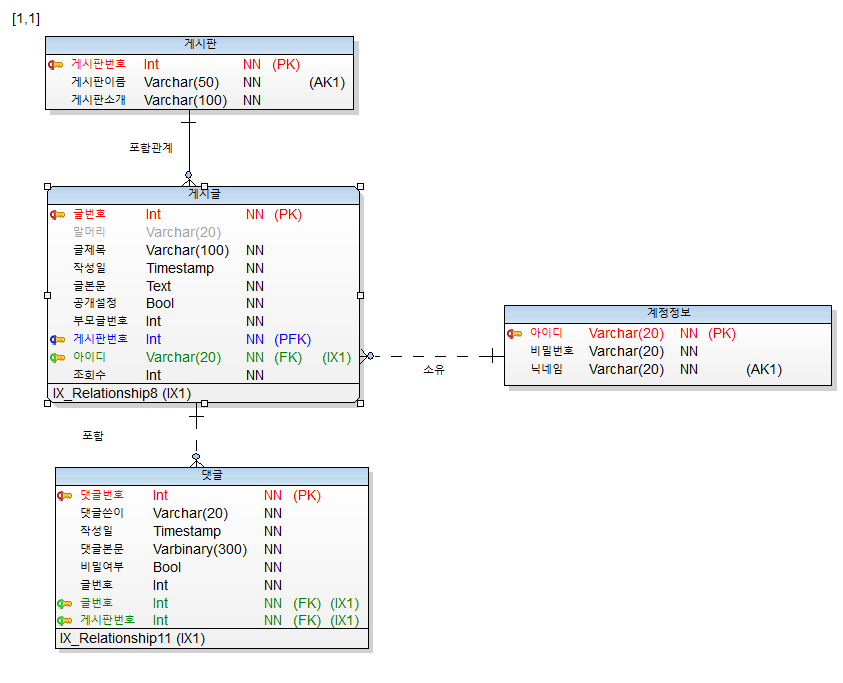 [1,1]
게시판
게시판번호 Int NN (PK)
게시판이름 Varchar(50) NN (AK1)
게시판소개 Varchar(100) NN
포함관계
게시글
글번호 Int NN (PK)
말머리 Varchar(20)
글제목 Varchar(100) NN
작성일 Timestamp NN
글본문 Text NN
공개설정 Bool NN
부모글번호 Int NN
게시판번호 Int NN (PFK)
아이디 Varchar(20) NN (FK) (IX1)
조회수 Int NN
IX_Relationship8 (IX1)
소유
계정정보
아이디 Varchar(20) NN (PK)
비밀번호 Varchar(20) NN
닉네임 Varchar(20) NN (AK1)
포함
댓글
댓글번호 Int NN (PK)
댓글쓴이 Varchar(20) NN
작성일 Timestamp NN
댓글본문 Varbinary(300) NN
비밀여부 Bool NN
글번호 Int NN
글번호 Int NN (FK) (IX1)
게시판번호 Int NN (FK) (IX1)
IX_Relationship11 (IX1)